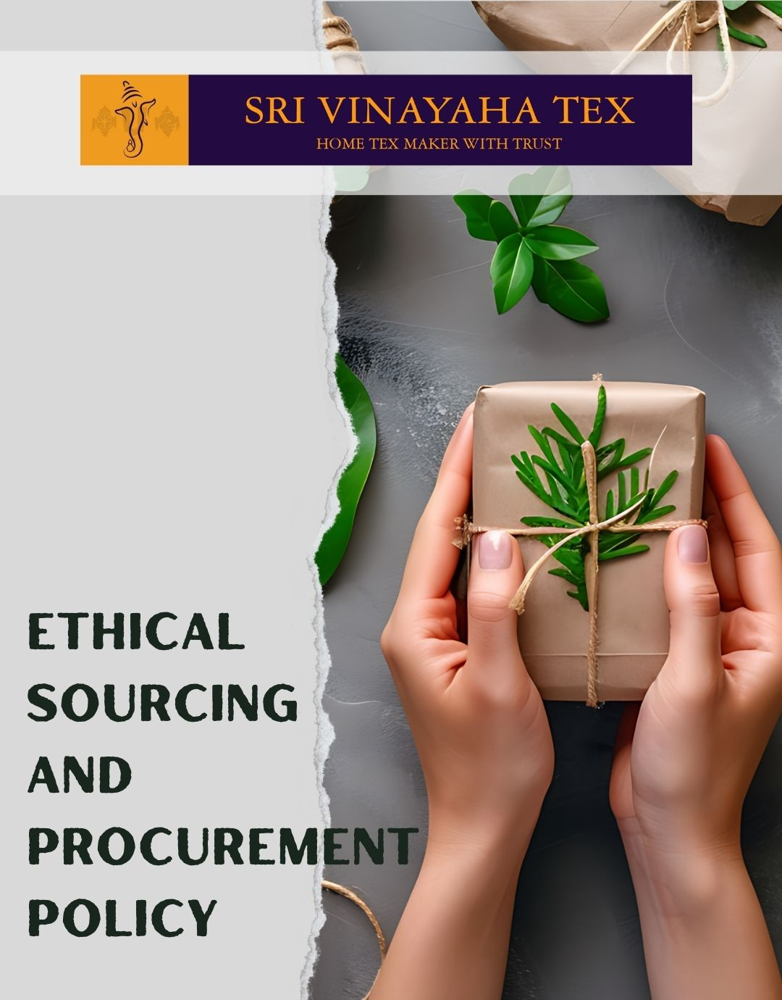 SRI VINAYAHA TEX
HOME TEX MAKER WITH TRUST
ETHICAL
SOURCING
AND
PROCUREMENT
POLICY